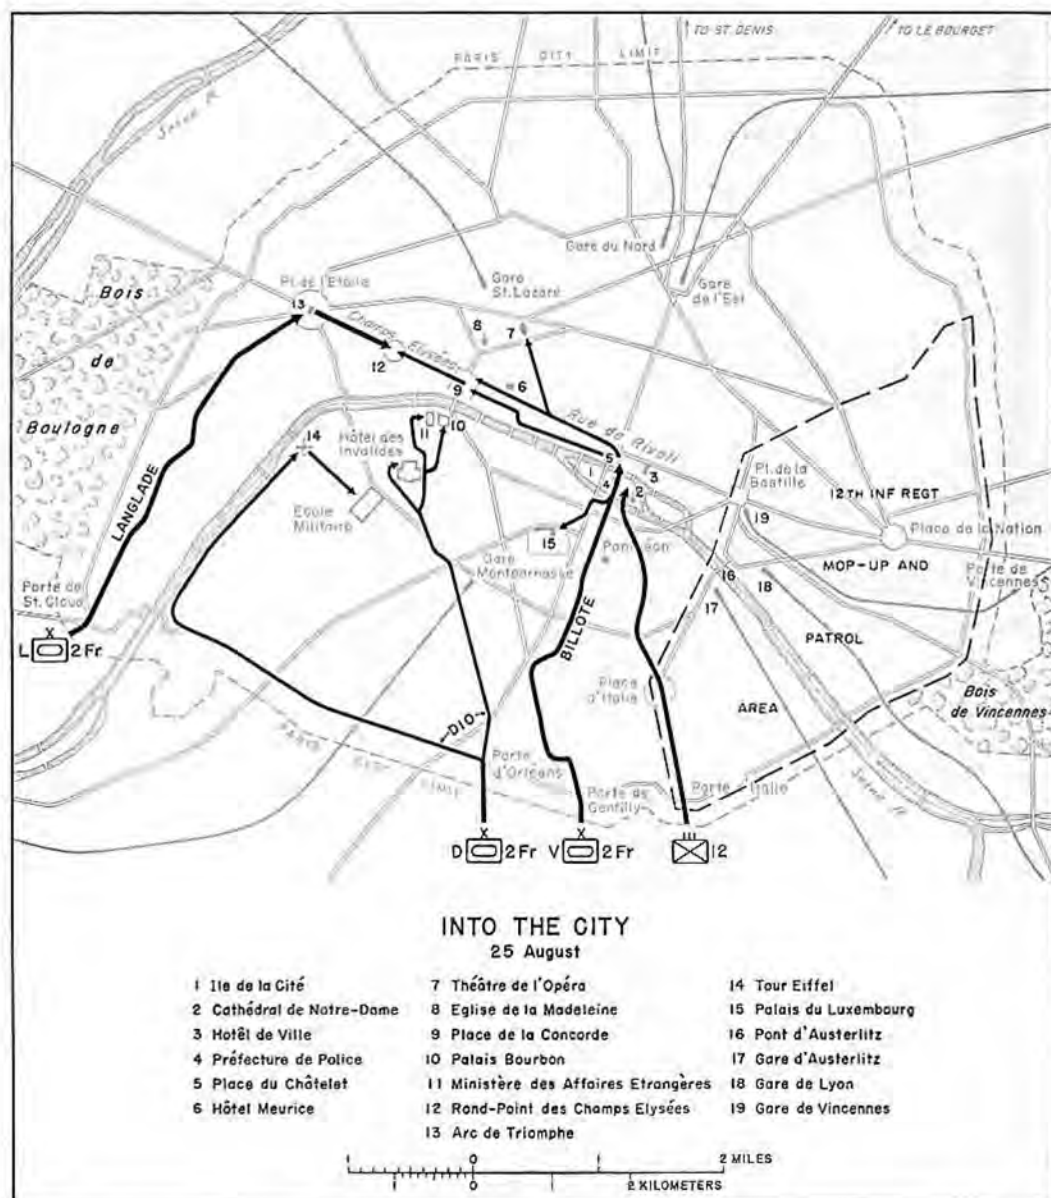 TO ST. DENIS
TO LE BOURGET
PARIS CITY LIMIT
Seine R.
Gare du Nord
Pl. de l'Etoile
Gare St. Lazare
Gare de l'Est
Bois de Boulogne
13
Champs Elysées
8
7
12
9
6
11
10
Rue de Rivoli
14
Hôtel des Invalides
5
1
3
4
2
Pl. de la Bastille
12TH INF REGT
LANGLADE
Ecole Militaire
15
19
Place de la Nation
Gare Montparnasse
Panthéon
MOP-UP AND
Porte de Vincennes
Porte de St. Cloud
16
18
17
BILLOTE
PATROL
L 2Fr
Place d'Italie
AREA
Bois de Vincennes
DIO
PARIS CITY LIMIT
Porte d'Orléans
Porte de Gentilly
Porte d'Italie
Seine R.
D 2Fr
V 2Fr
12
INTO THE CITY
25 August
1 Ile de la Cité
2 Cathédral de Notre-Dame
3 Hotêl de Ville
4 Préfecture de Police
5 Place du Châtelet
6 Hôtel Meurice
7 Théâtre de l'Opéra
8 Eglise de la Madeleine
9 Place de la Concorde
10 Palais Bourbon
11 Ministère des Affaires Etrangères
12 Rond-Point des Champs Elysées
13 Arc de Triomphe
14 Tour Eiffel
15 Palais du Luxembourg
16 Pont d'Austerlitz
17 Gare d'Austerlitz
18 Gare de Lyon
19 Gare de Vincennes
1 0 1 2 MILES
1 0 1 2 KILOMETERS